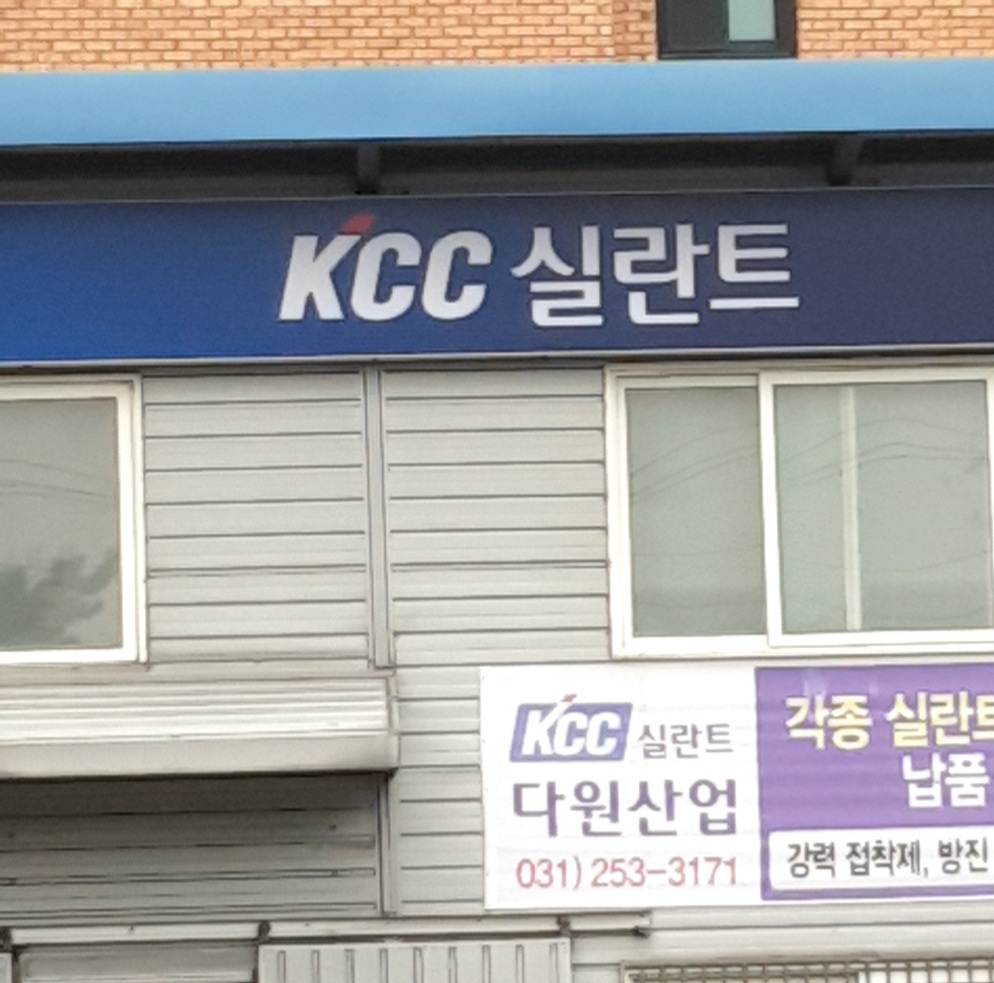 KCC 실란트
KCC 실란트
다원산업
031) 253-3171
각종 실란트
납품
강력 접착제, 방진